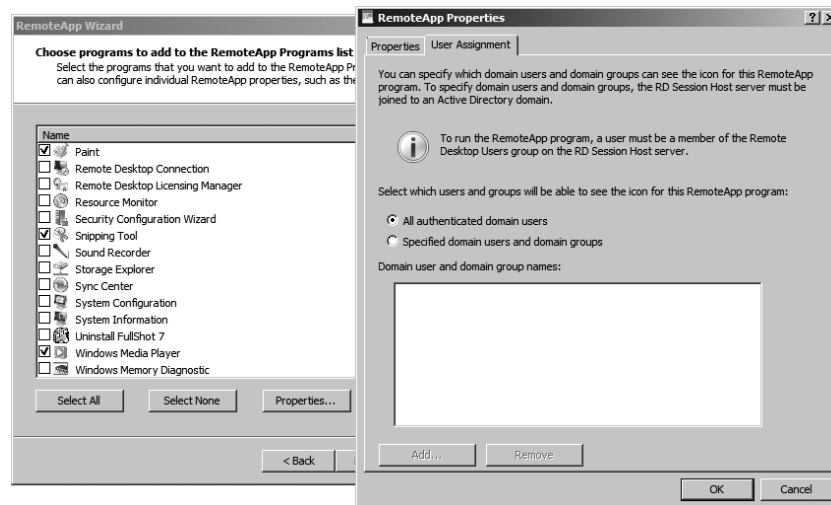 RemoteApp Wizard
Choose programs to add to the RemoteApp Programs list
Select the programs that you want to add to the RemoteApp
can also configure individual RemoteApp properties, such as
Name
Paint
Remote Desktop Connection
Remote Desktop Licensing Manager
Resource Monitor
Security Configuration Wizard
Snipping Tool
Sound Recorder
Storage Explorer
Sync Center
System Configuration
System Information
Uninstall FullShot 7
Windows Media Player
Windows Memory Diagnostic
Select All
Select None
Properties...
< Back
RemoteApp Properties
Properties
User Assignment
You can specify which domain users and domain groups can see the icon for this RemoteApp
program. To specify domain users and domain groups, the RD Session Host server must be
joined to an Active Directory domain.
To run the RemoteApp program, a user must be a member of the Remote
Desktop Users group on the RD Session Host server.
Select which users and groups will be able to see the icon for this RemoteApp program:
All authenticated domain users
Specified domain users and domain groups
Domain user and domain group names:
Add...
Remove
OK
Cancel